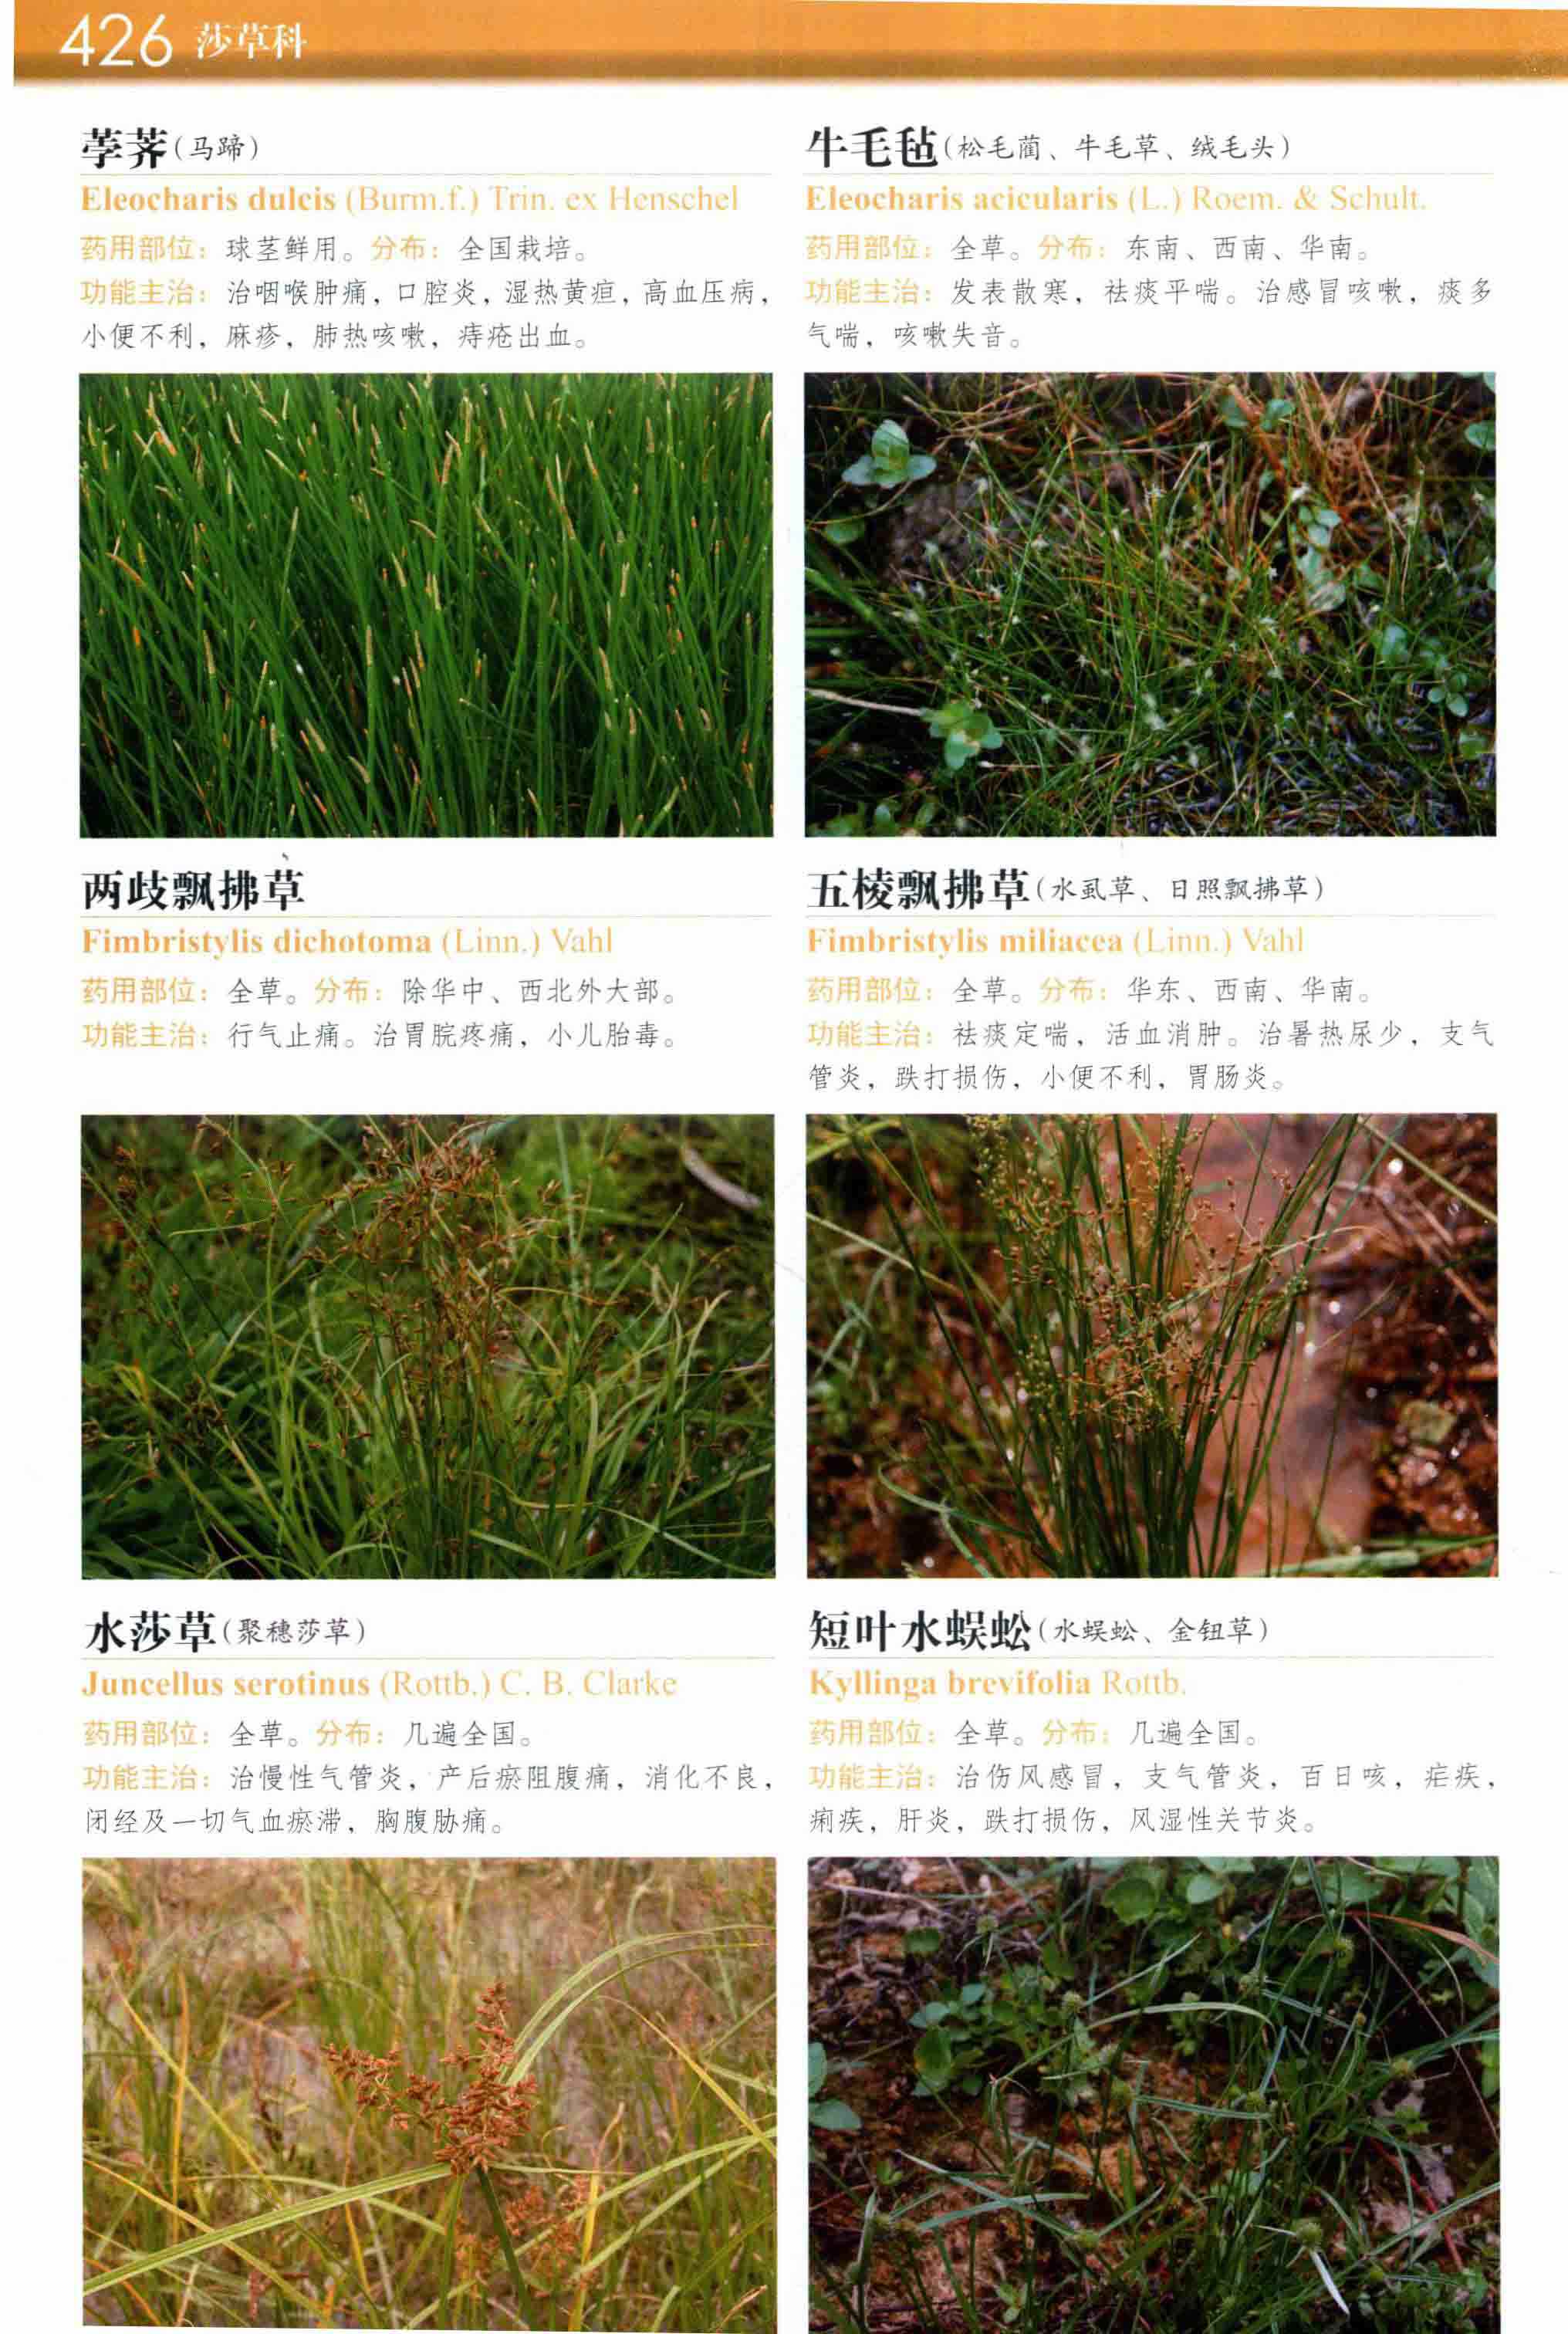 426 莎草科
荸荠(马蹄)
Eleocharis dulcis (Burm.f.) Trin. ex Henschel
药用部位：球茎鲜用。分布：全国栽培。
功能主治：治咽喉肿痛，口腔炎，湿热黄疸，高血压病，
小便不利，麻疹，肺热咳嗽，痔疮出血。
牛毛毡(松毛蔺、牛毛草、绒毛头)
Eleocharis acicularis (L.) Roem. & Schult.
药用部位：全草。分布：东南、西南、华南。
功能主治：发表散寒，祛痰平喘。治感冒咳嗽，痰多
气喘，咳嗽失音。
两歧飘拂草
Fimbristylis dichotoma (Linn.) Vahl
药用部位：全草。分布：除华中、西北外大部。
功能主治：行气止痛。治胃脘疼痛，小儿胎毒。
五棱飘拂草(水虱草、日照飘拂草)
Fimbristylis miliacea (Linn.) Vahl
药用部位：全草。分布：华东、西南、华南。
功能主治：祛痰定喘，活血消肿。治暑热尿少，支气
管炎，跌打损伤，小便不利，胃肠炎。
水莎草(聚穗莎草)
Juncellus serotinus (Rottb.) C. B. Clarke
药用部位：全草。分布：几遍全国。
功能主治：治慢性气管炎，产后瘀阻腹痛，消化不良，
闭经及一切气血瘀滞，胸腹胁痛。
短叶水蜈蚣(水蜈蚣、金钮草)
Kyllinga brevifolia Rottb.
药用部位：全草。分布：几遍全国。
功能主治：治伤风感冒，支气管炎，百日咳，疟疾，
痢疾，肝炎，跌打损伤，风湿性关节炎。